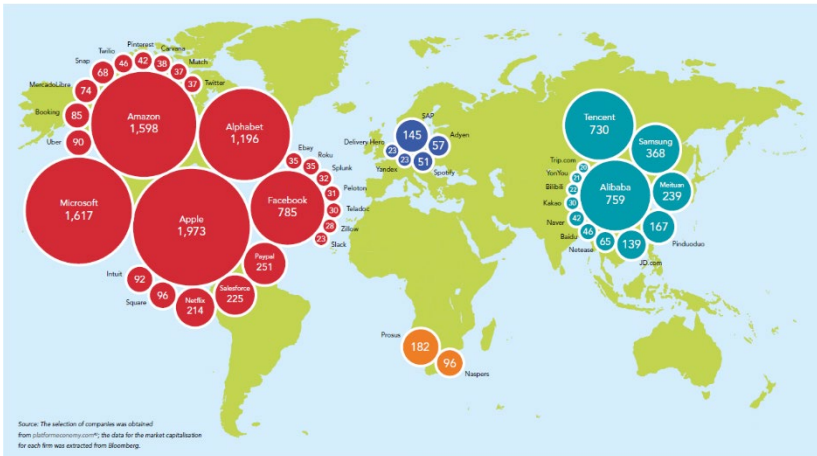 Pinterest
Twilio
46
42
Carvana
38
Match
37
Snap
68
37
Twitter
MercadoLibre
74
Amazon
1,598
Booking
85
Alphabet
1,196
Uber
90
Ebay
35
Roku
35
Splunk
32
Peloton
31
Teladoc
30
Zillow
28
Slack
23
Microsoft
1,617
Apple
1,973
Facebook
785
Paypal
251
Intuit
92
Square
96
Netflix
214
Salesforce
225
SAP
145
Adyen
57
Delivery Hero
23
Yandex
23
51
Spotify
Prosus
182
96
Naspers
Tencent
730
Samsung
368
Trip.com
20
YonYou
21
Bilibili
22
Kakao
30
Naver
42
Baidu
46
Netease
65
Alibaba
759
Meituan
239
167
Pinduoduo
139
JD.com
Source: The selection of companies was obtained
from platformeconomy.com*; the data for the market capitalisation
for each firm was extracted from Bloomberg.